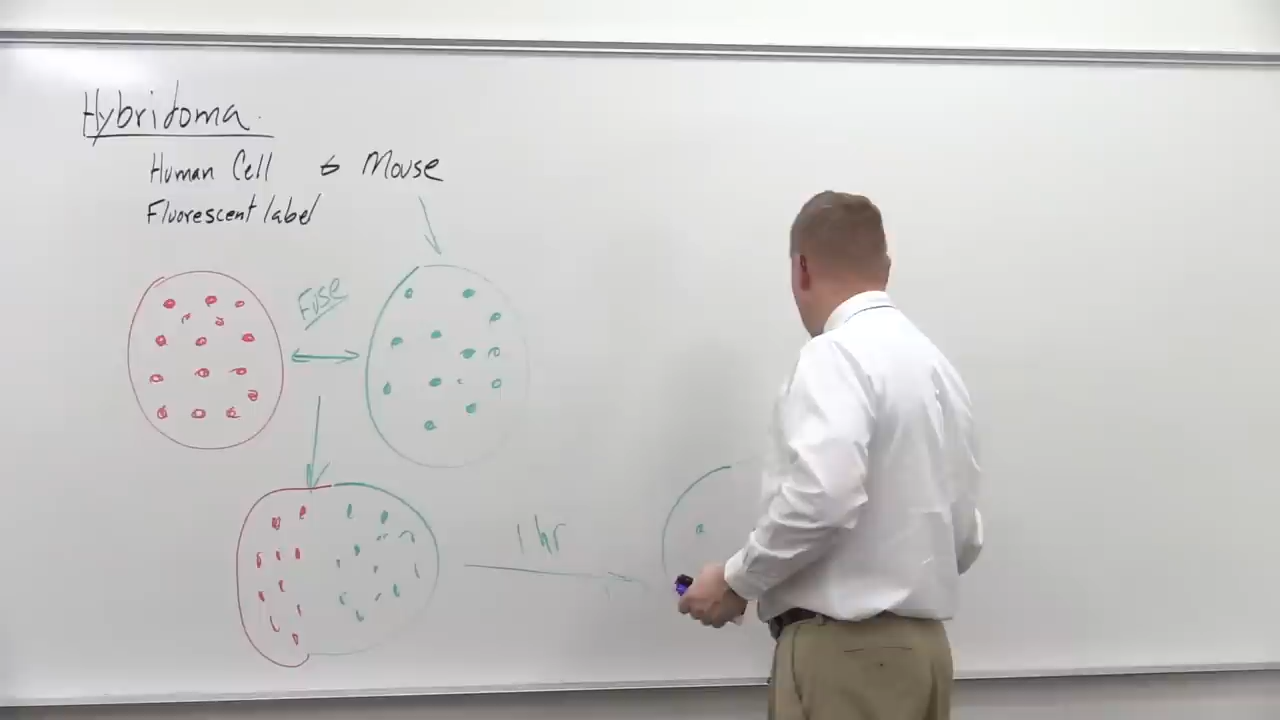 Hybridoma
Human Cell & Mouse
Fluorescent label
Fuse
1 hr